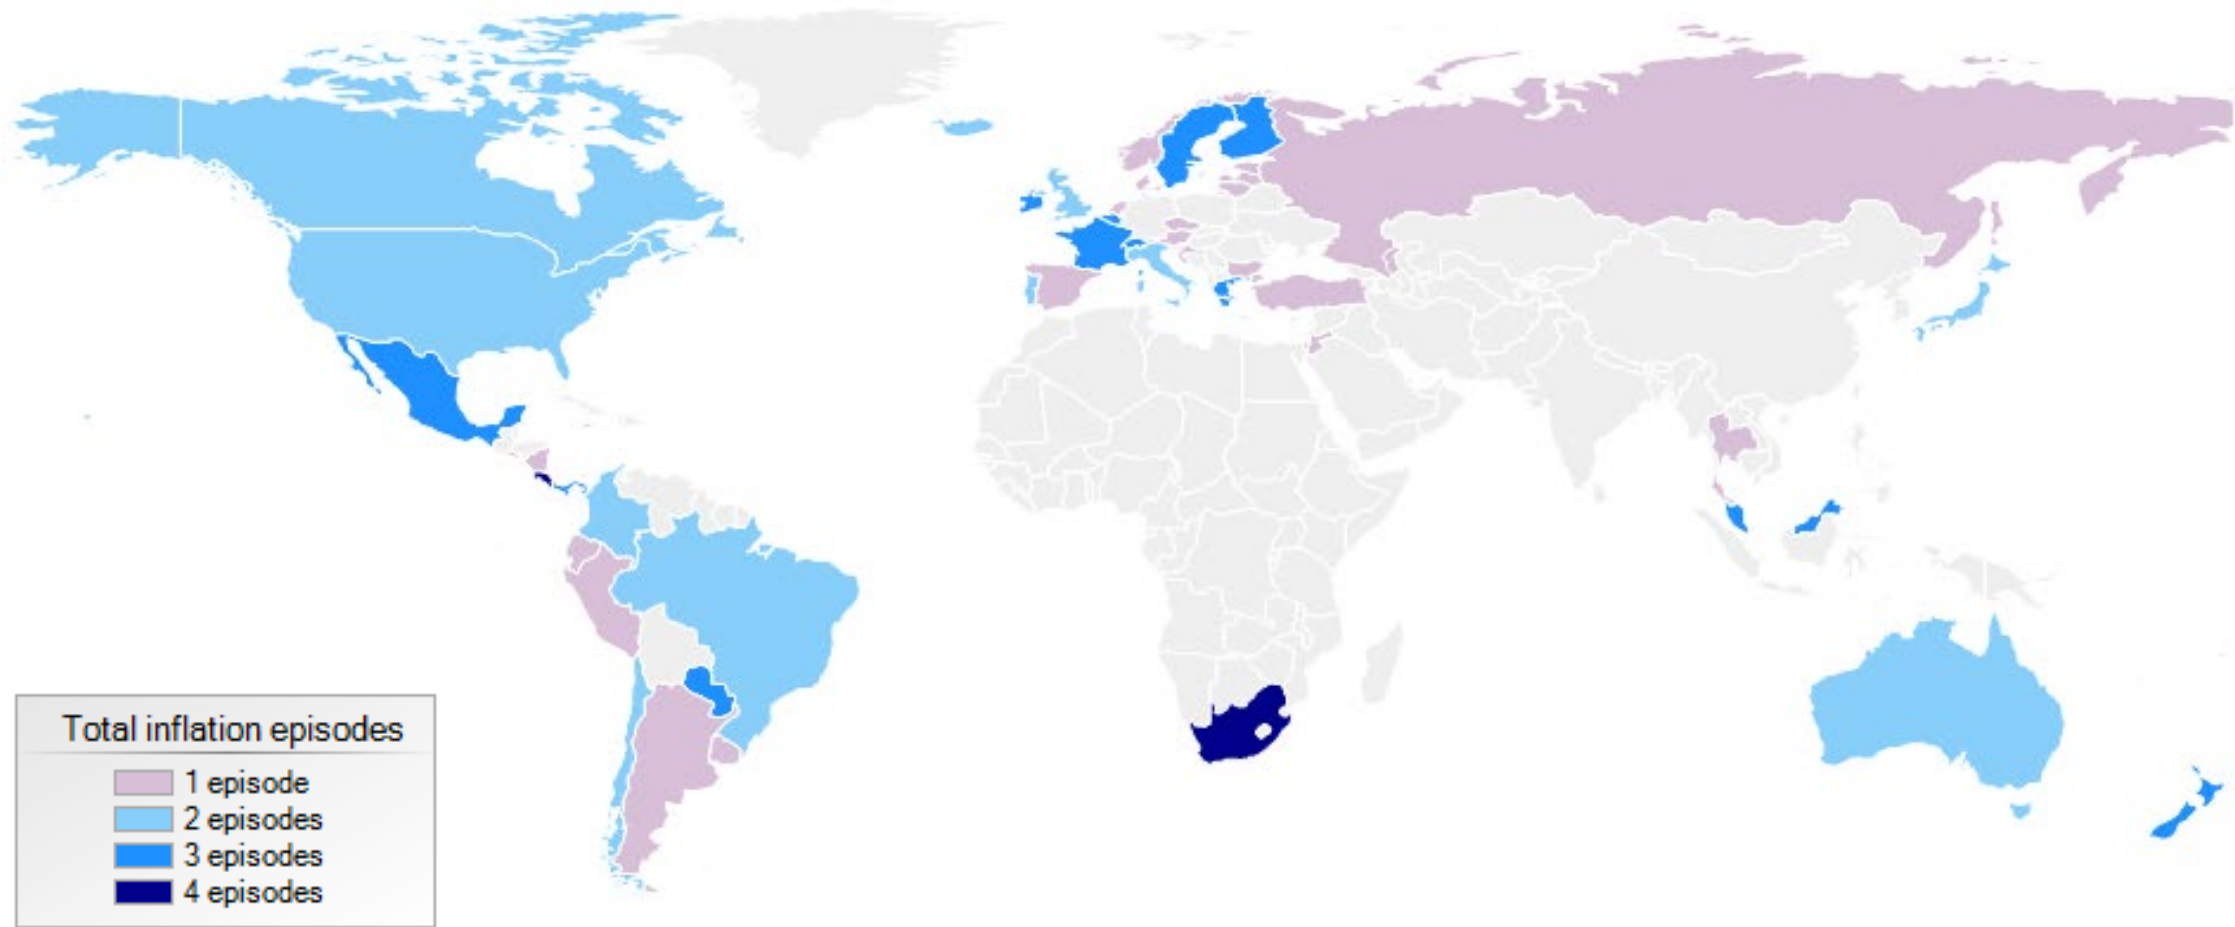 Total inflation episodes
1 episode
2 episodes
3 episodes
4 episodes